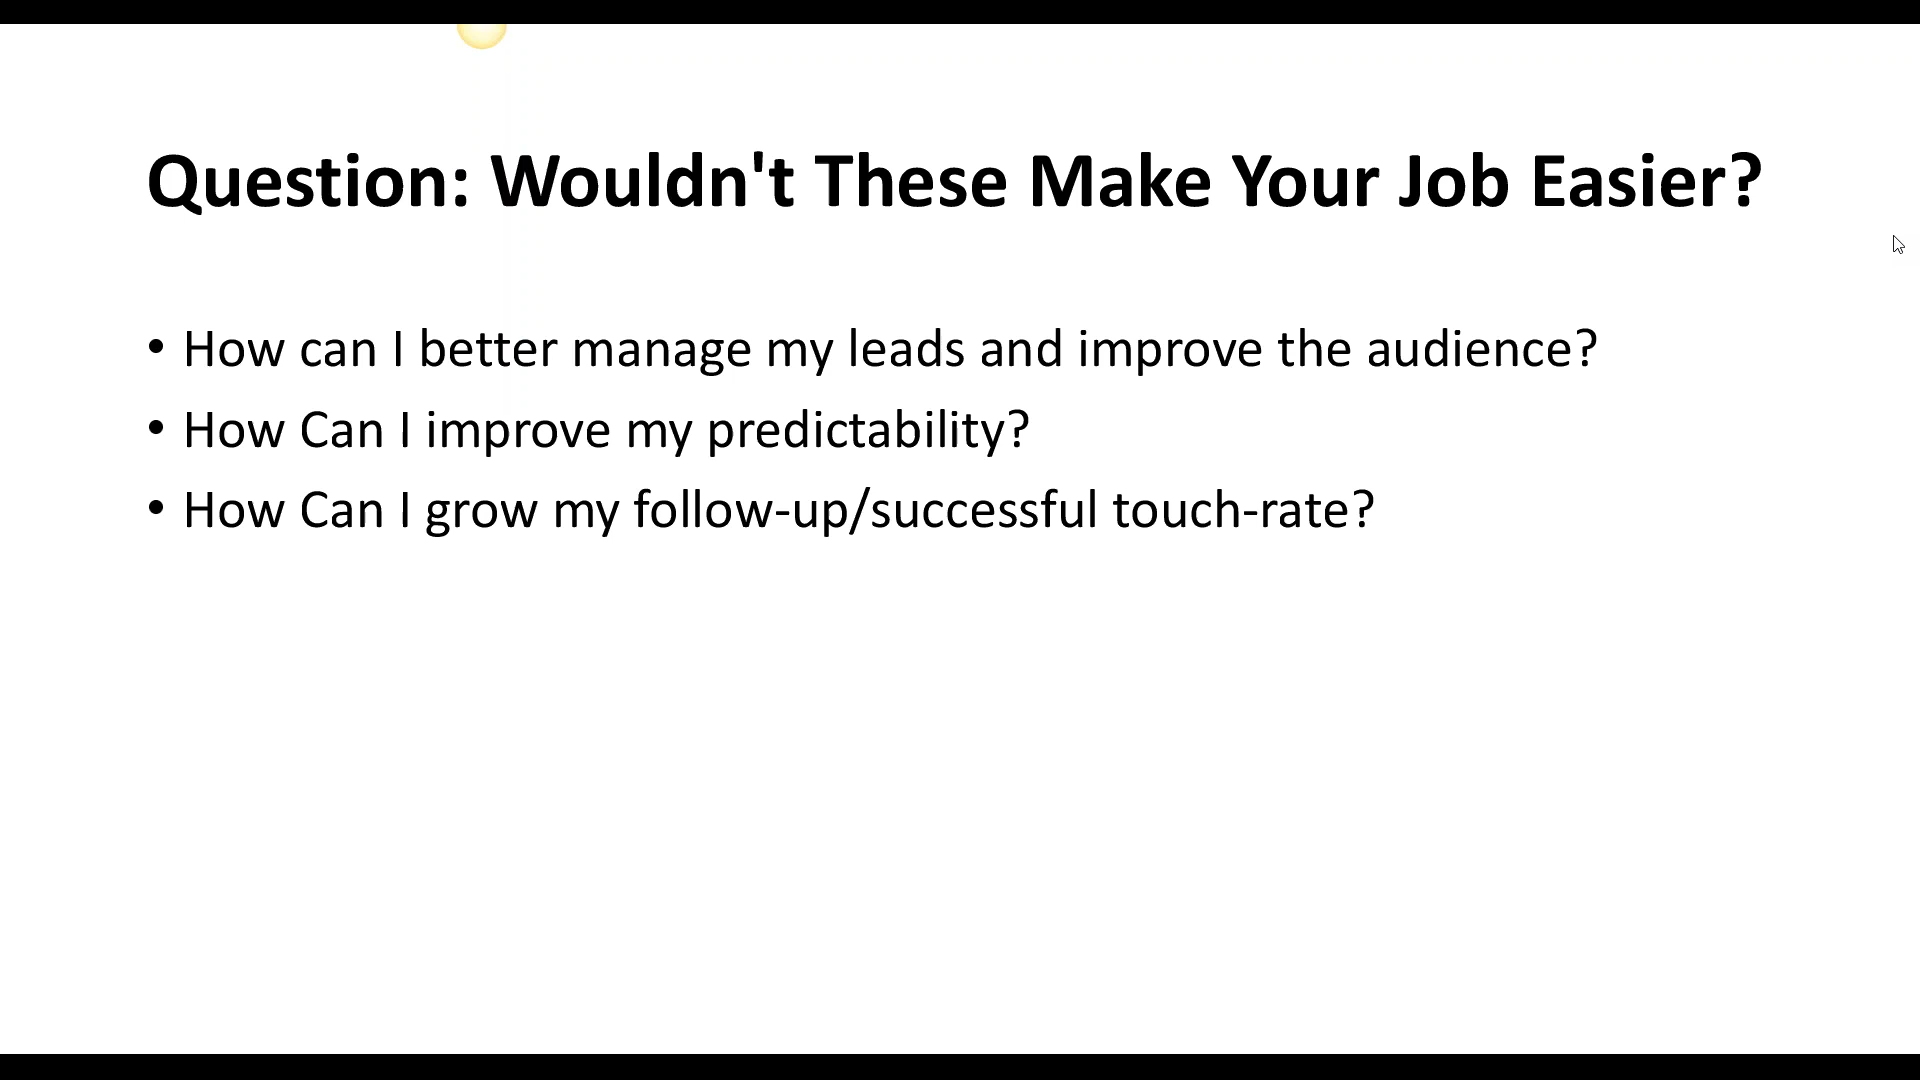 Question: Wouldn't These Make Your Job Easier?
• How can I better manage my leads and improve the audience?
• How Can I improve my predictability?
• How Can I grow my follow-up/successful touch-rate?